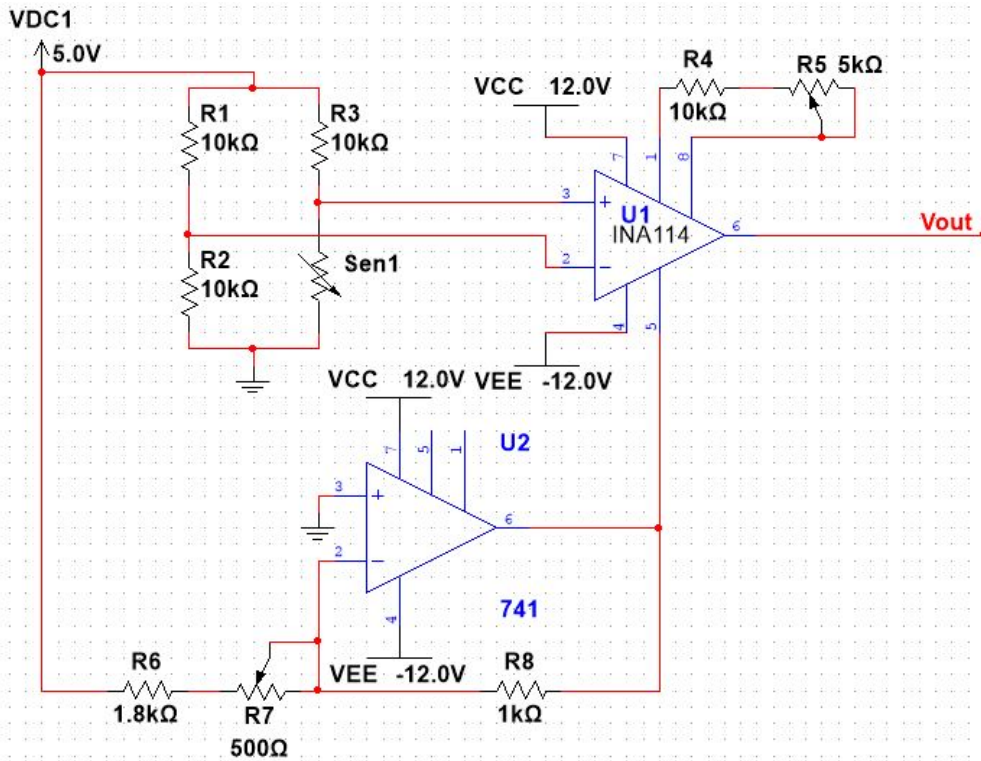 VDC1
5.0V
R1
10kΩ
R3
10kΩ
R2
10kΩ
Sen1
VCC 12.0V
R4
10kΩ
R5 5kΩ
7
1
8
3
+
U1
INA114
2
−
6
Vout
4
5
VEE -12.0V
VCC 12.0V
U2
7
5
1
3
+
6
2
−
741
4
VEE -12.0V
R6
1.8kΩ
R7
500Ω
R8
1kΩ